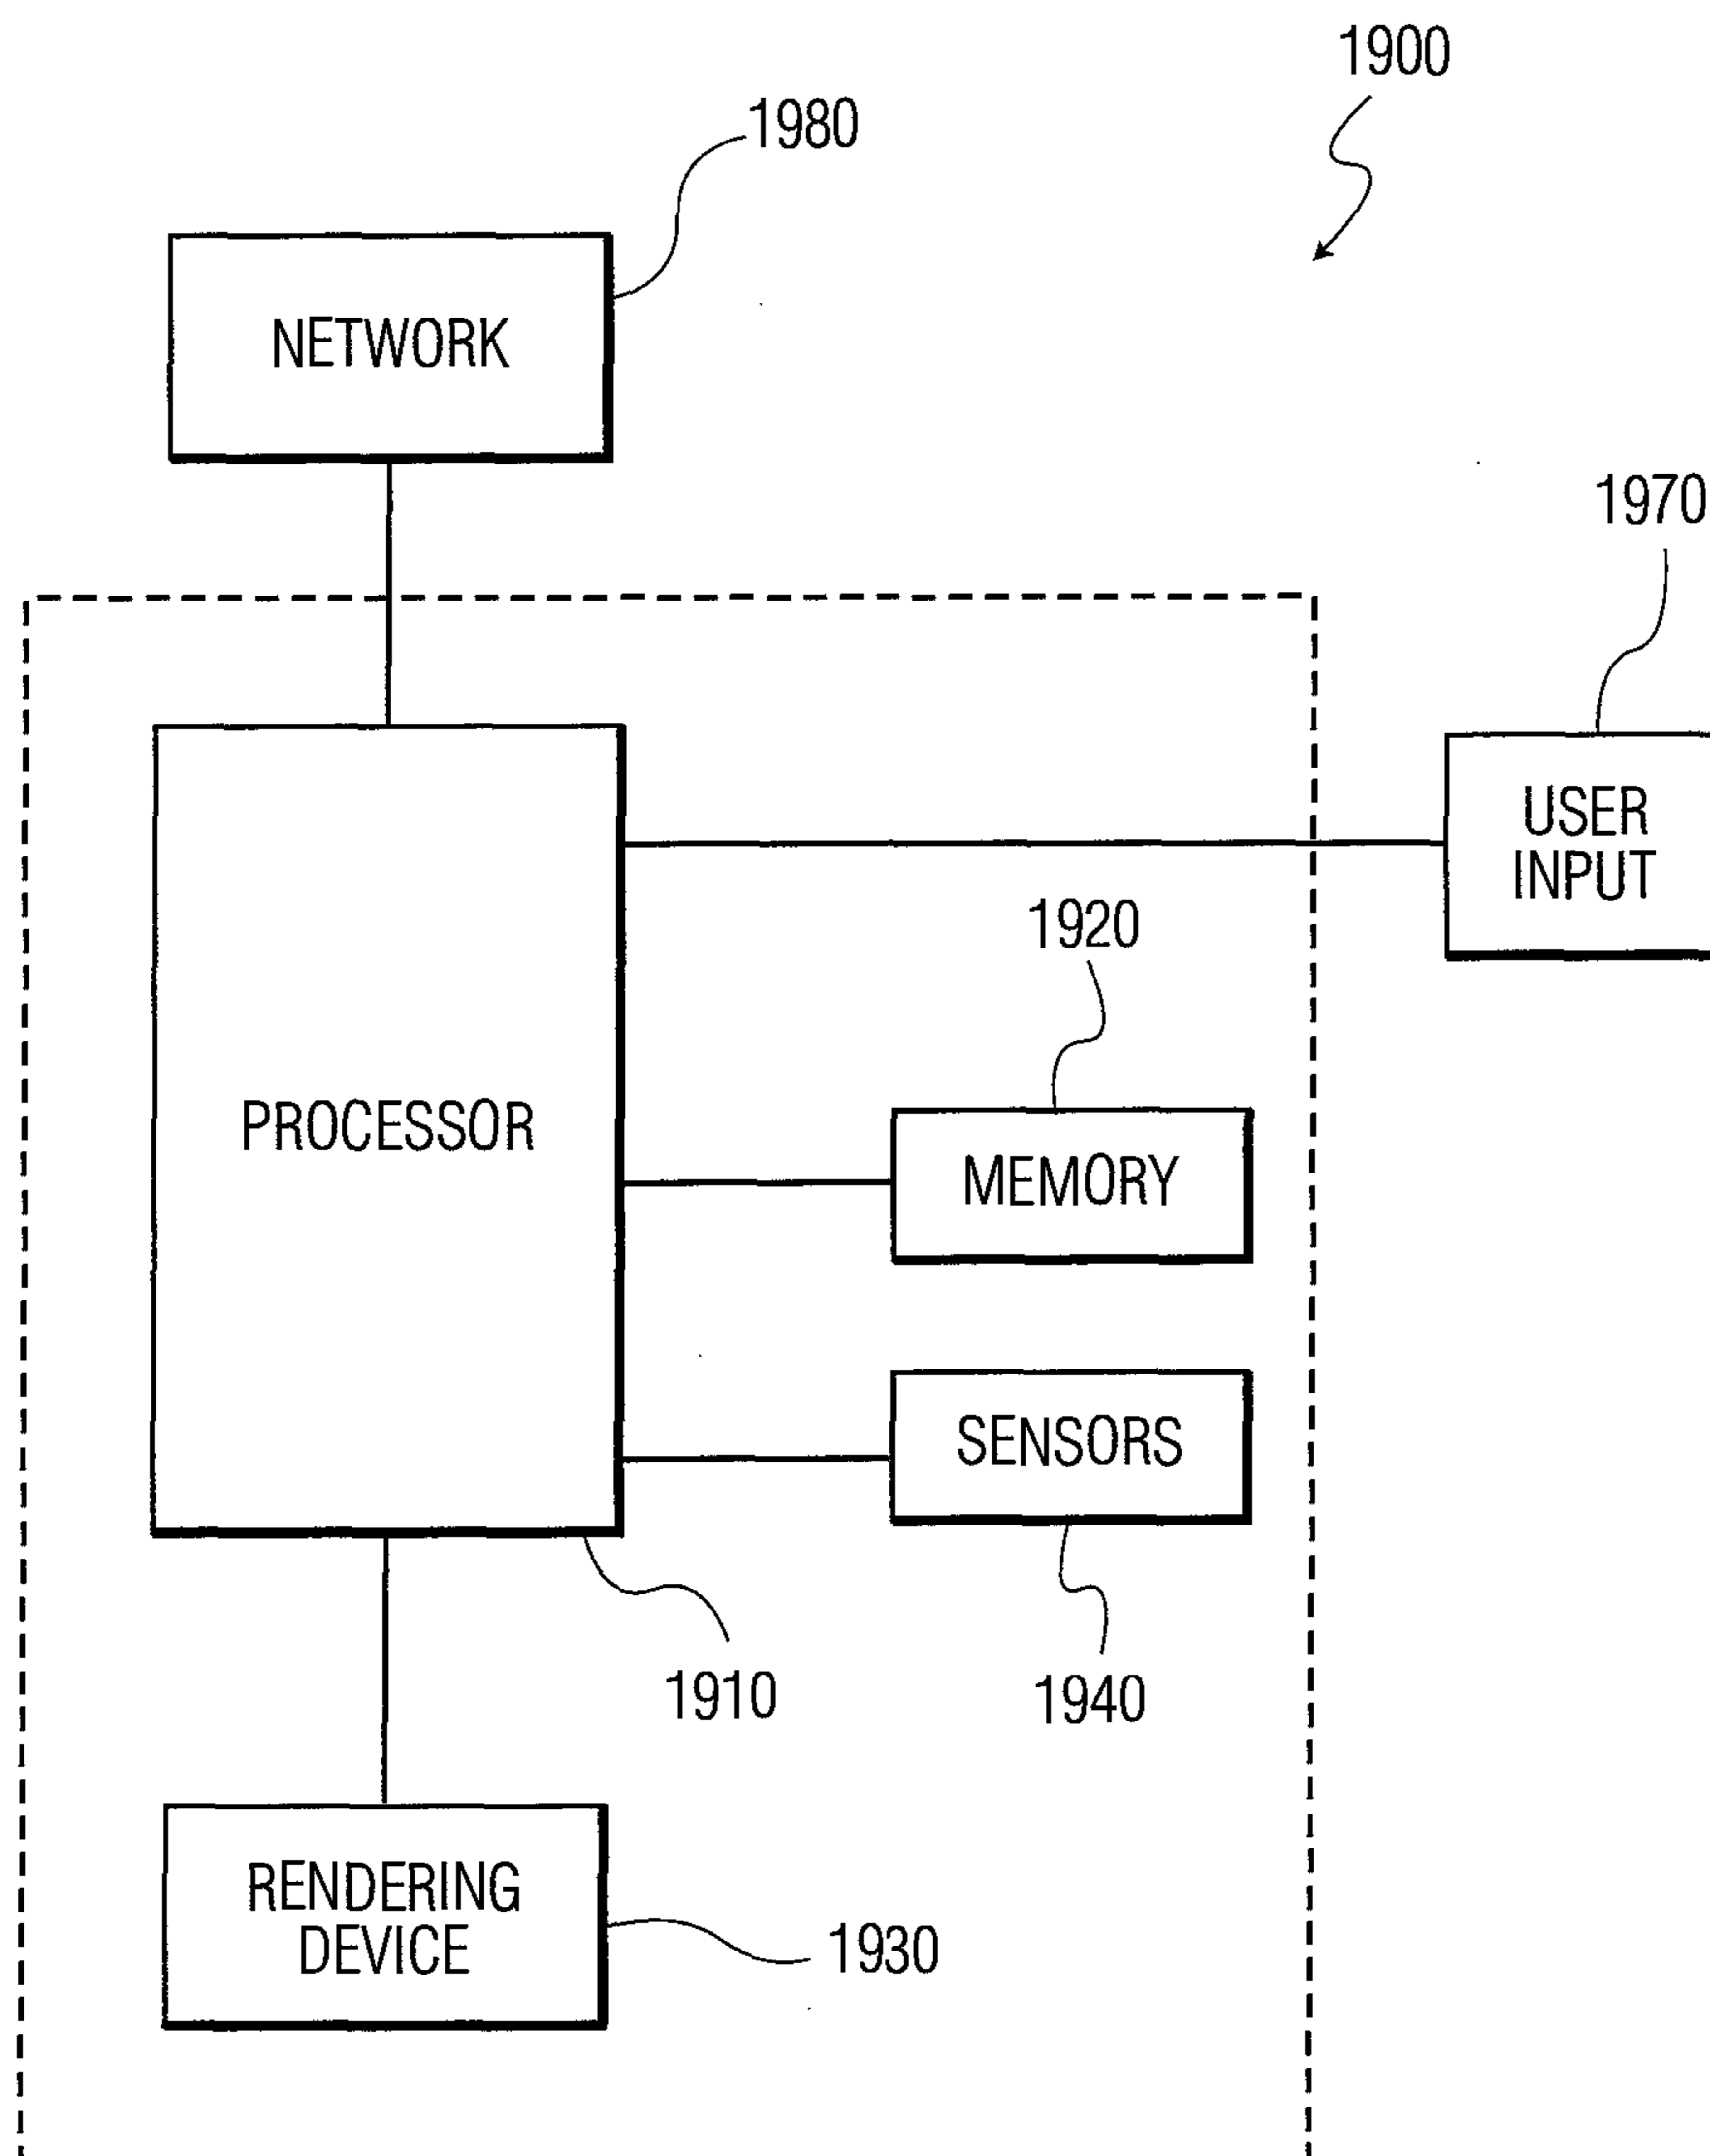 1900
1980
NETWORK
1970
USER
INPUT
1920
PROCESSOR
MEMORY
SENSORS
1910
1940
RENDERING
DEVICE
1930